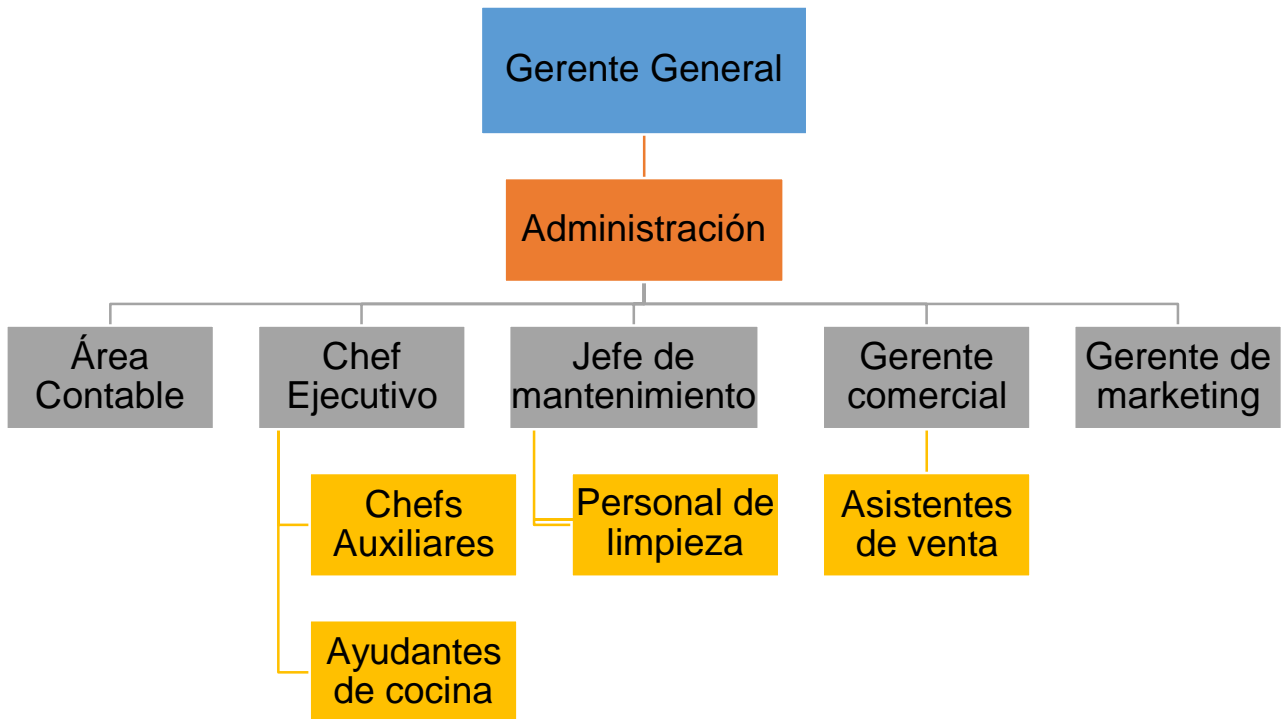 Gerente General
Administración
Área
Contable
Chef
Ejecutivo
Jefe de
mantenimiento
Gerente
comercial
Gerente de
marketing
Chefs
Auxiliares
Personal de
limpieza
Asistentes
de venta
Ayudantes
de cocina